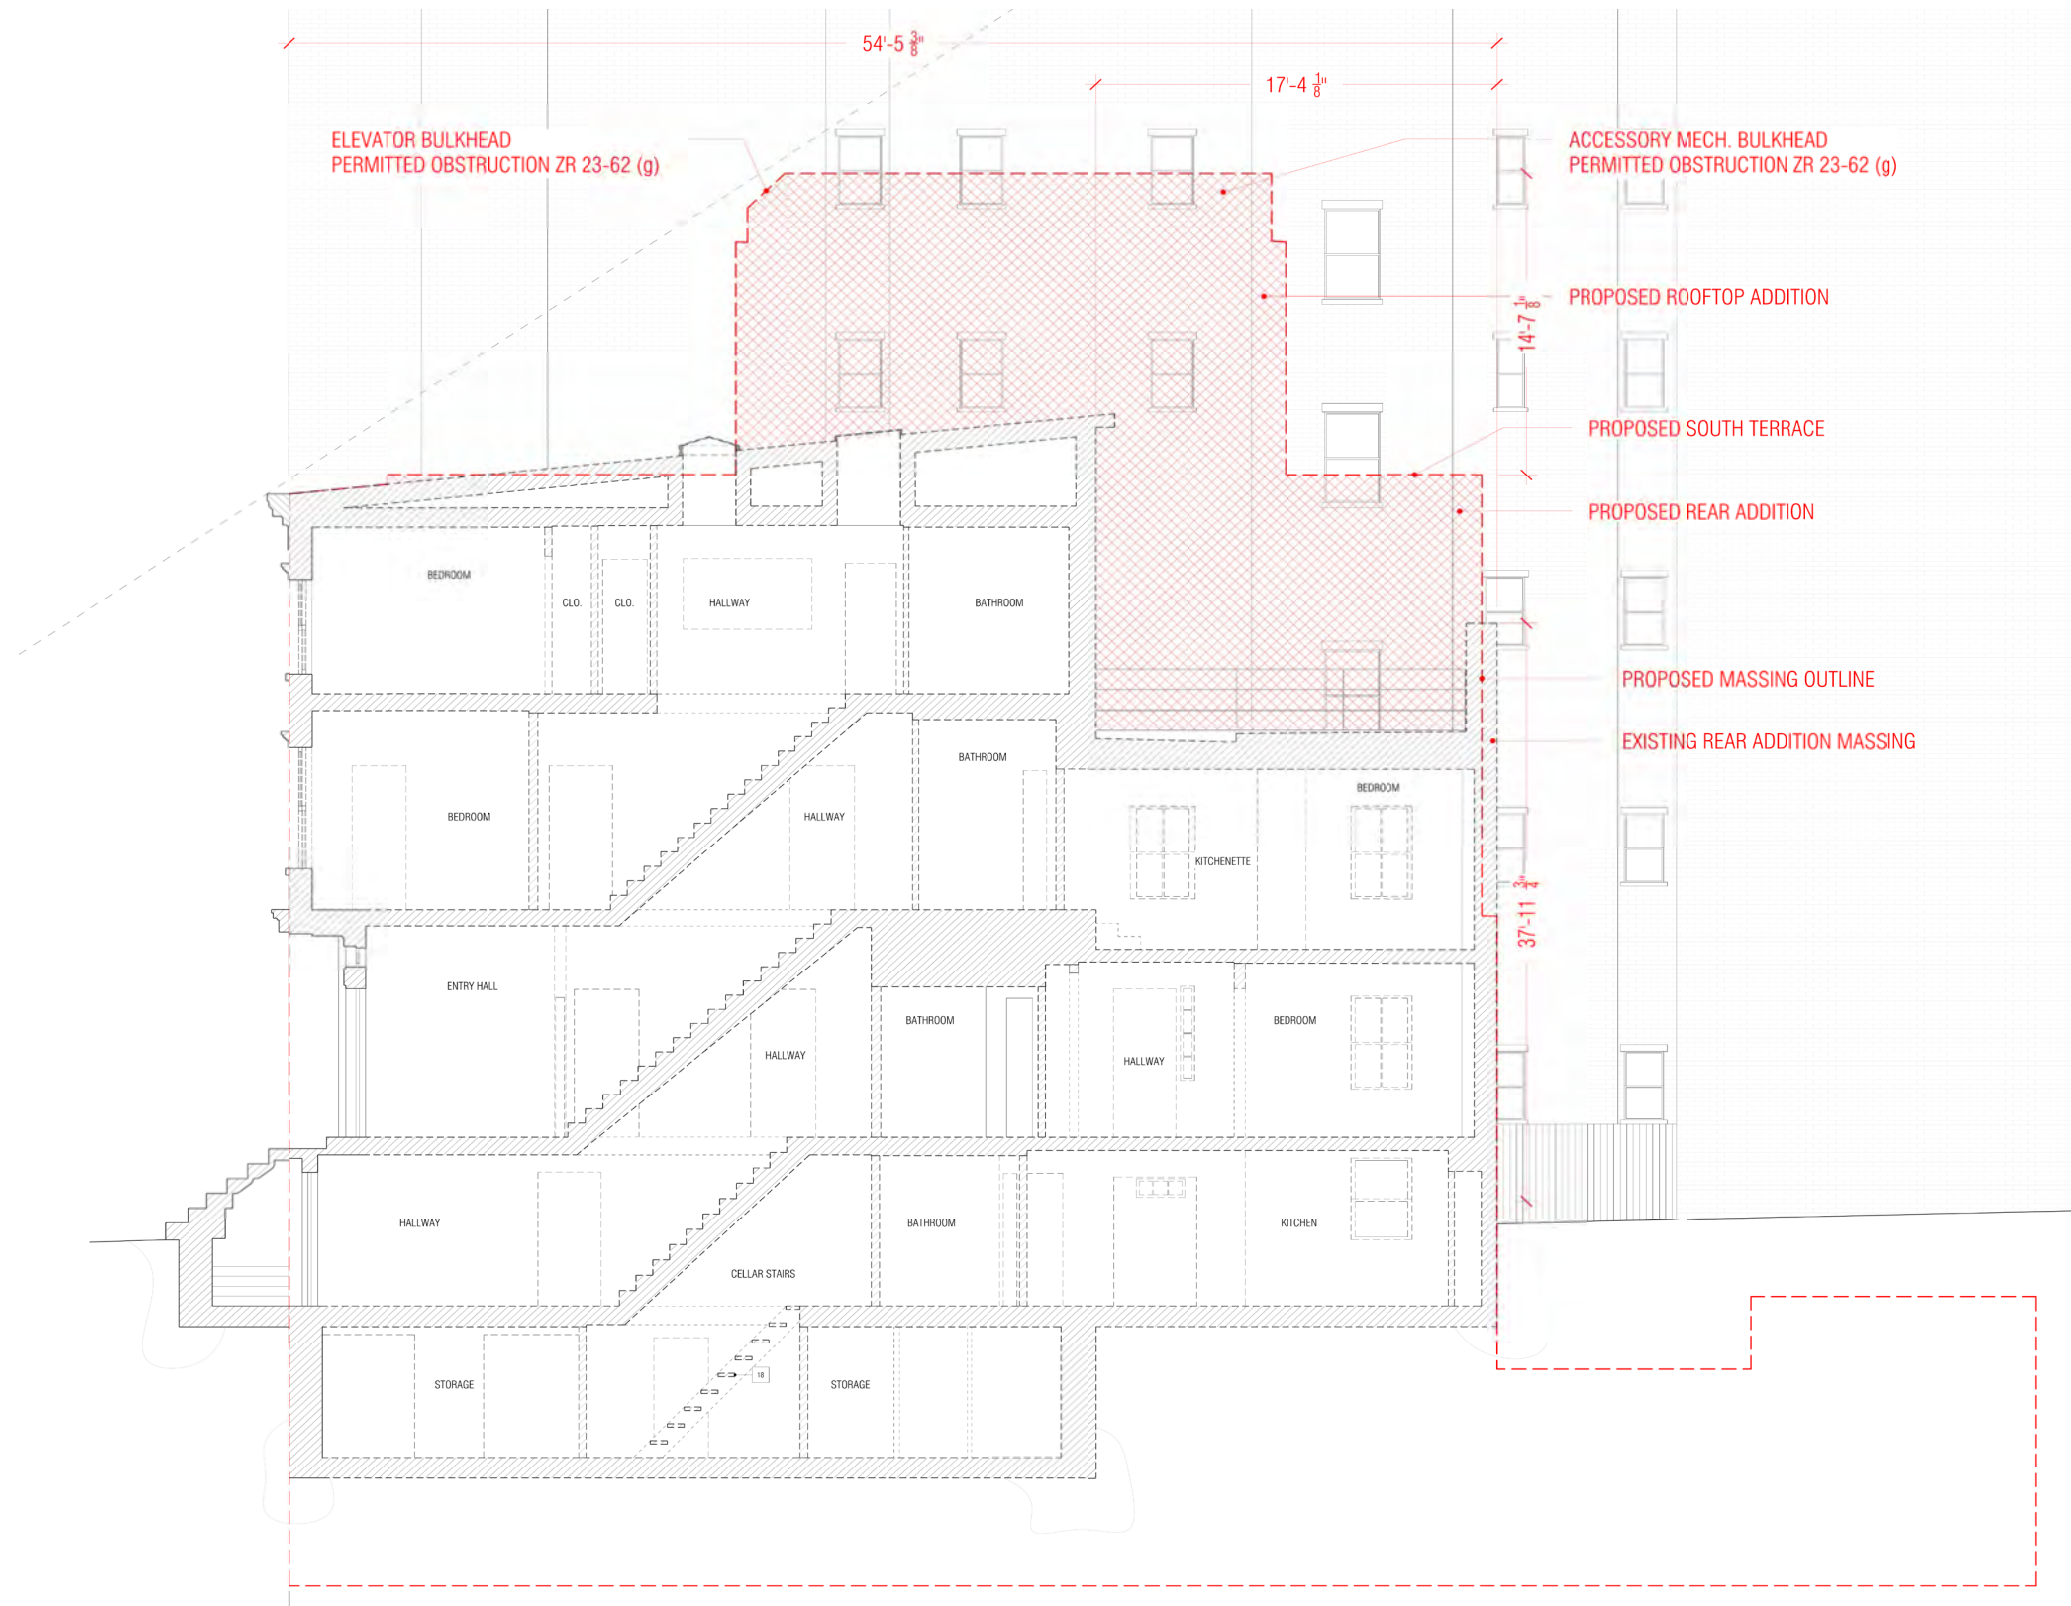 54'-5 3/8"
17'-4 1/8"
ELEVATOR BULKHEAD
PERMITTED OBSTRUCTION ZR 23-62 (g)
ACCESSORY MECH. BULKHEAD
PERMITTED OBSTRUCTION ZR 23-62 (g)
PROPOSED ROOFTOP ADDITION
14'-7 1/8"
PROPOSED SOUTH TERRACE
PROPOSED REAR ADDITION
BEDROOM
CLO.
CLO.
HALLWAY
BATHROOM
PROPOSED MASSING OUTLINE
EXISTING REAR ADDITION MASSING
BATHROOM
BEDROOM
BEDROOM
HALLWAY
KITCHENETTE
37'-11 3/4"
ENTRY HALL
BATHROOM
BEDROOM
HALLWAY
HALLWAY
HALLWAY
BATHROOM
KITCHEN
CELLAR STAIRS
18
STORAGE
STORAGE